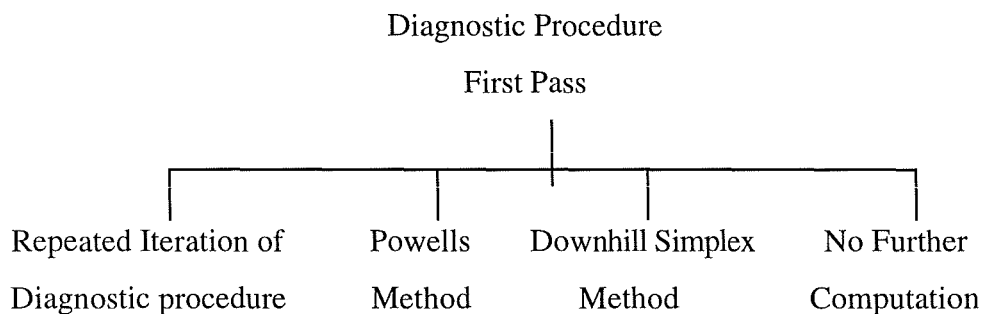 Diagnostic Procedure
First Pass
Repeated Iteration of
Diagnostic procedure
Powells
Method
Downhill Simplex
Method
No Further
Computation